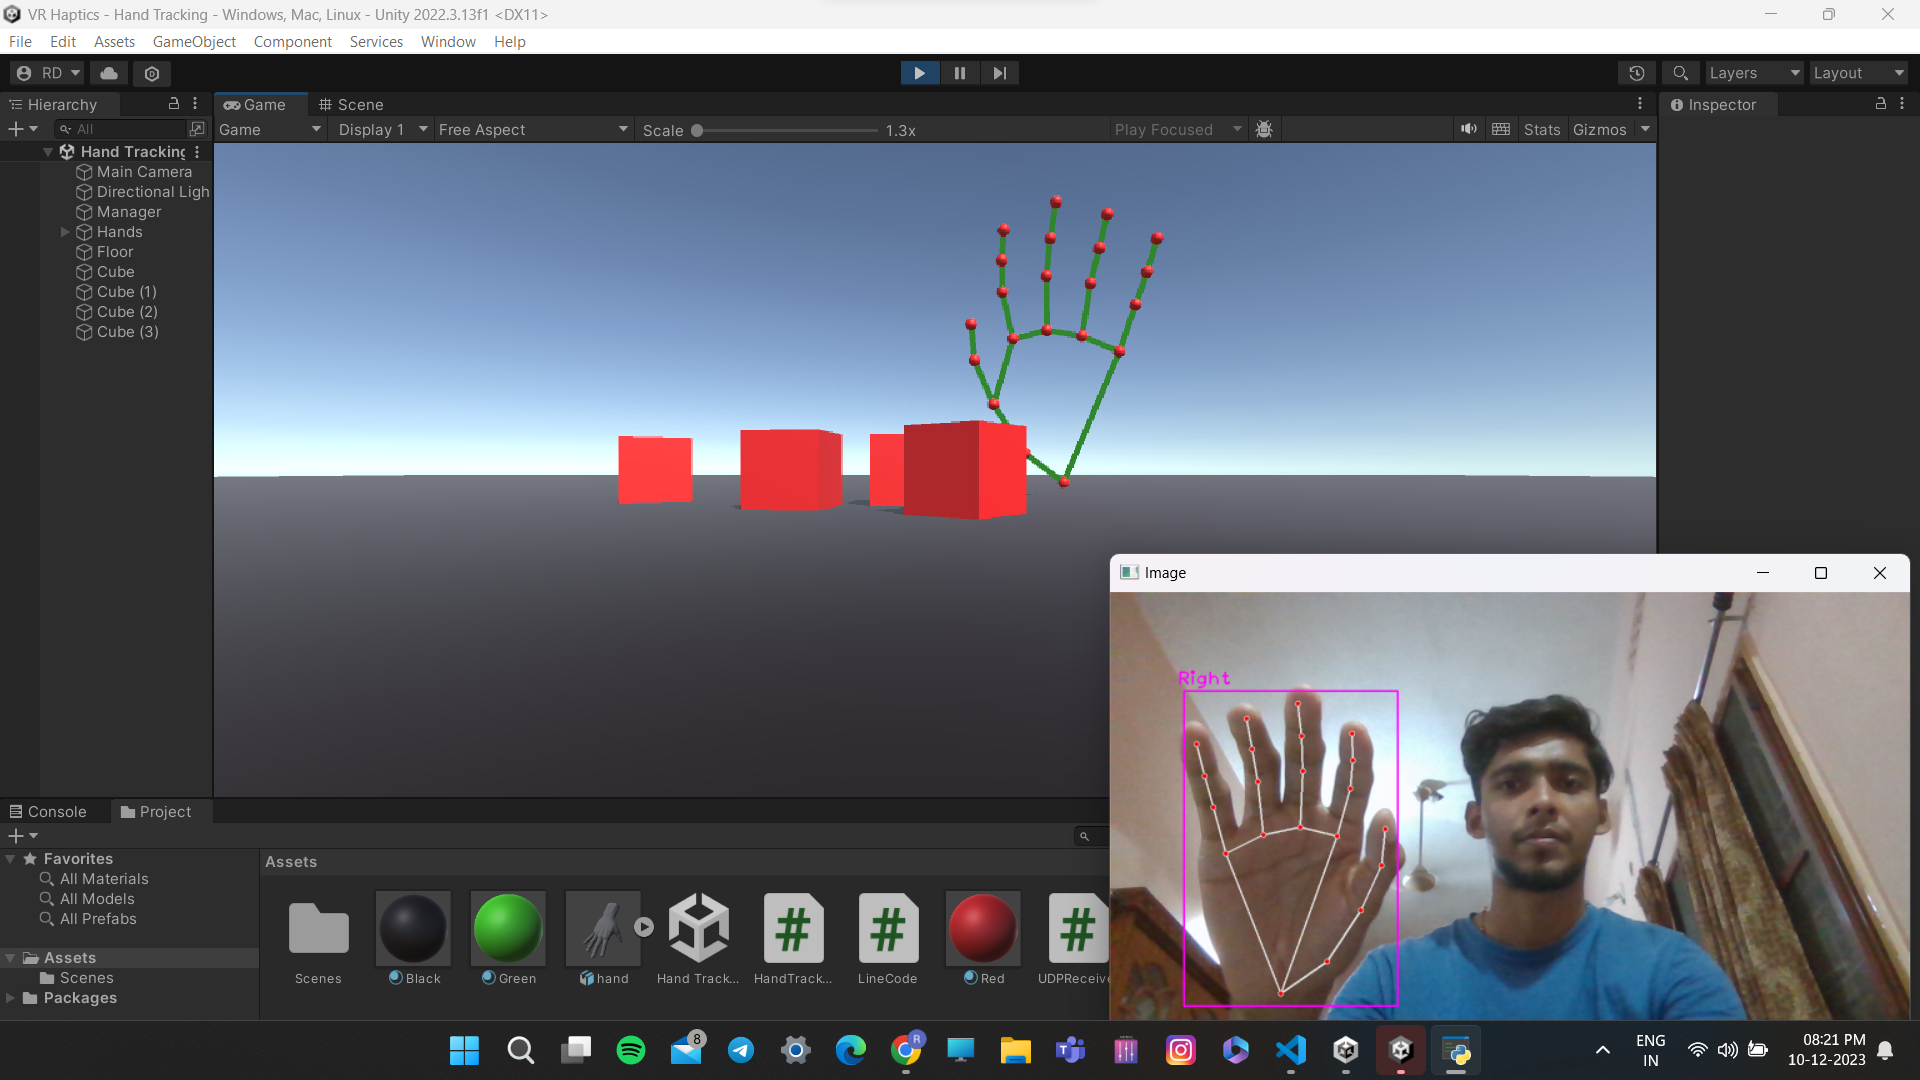 VR Haptics - Hand Tracking - Windows, Mac, Linux - Unity 2022.3.13f1 <DX11>
File Edit Assets GameObject Component Services Window Help
RD Layers Layout
Hierarchy Game Scene Inspector
All Game Display 1 Free Aspect Scale 1.3x Play Focused Stats Gizmos
Hand Tracking
Main Camera
Directional Ligh
Manager
Hands
Floor
Cube
Cube (1)
Cube (2)
Cube (3)
Image
Right
Console Project
Favorites
All Materials
All Models
All Prefabs
Assets
Scenes
Packages
Assets
Scenes Black Green hand Hand Track... HandTrack... LineCode Red UDPReceive
8 R
ENG
IN
08:21 PM
10-12-2023